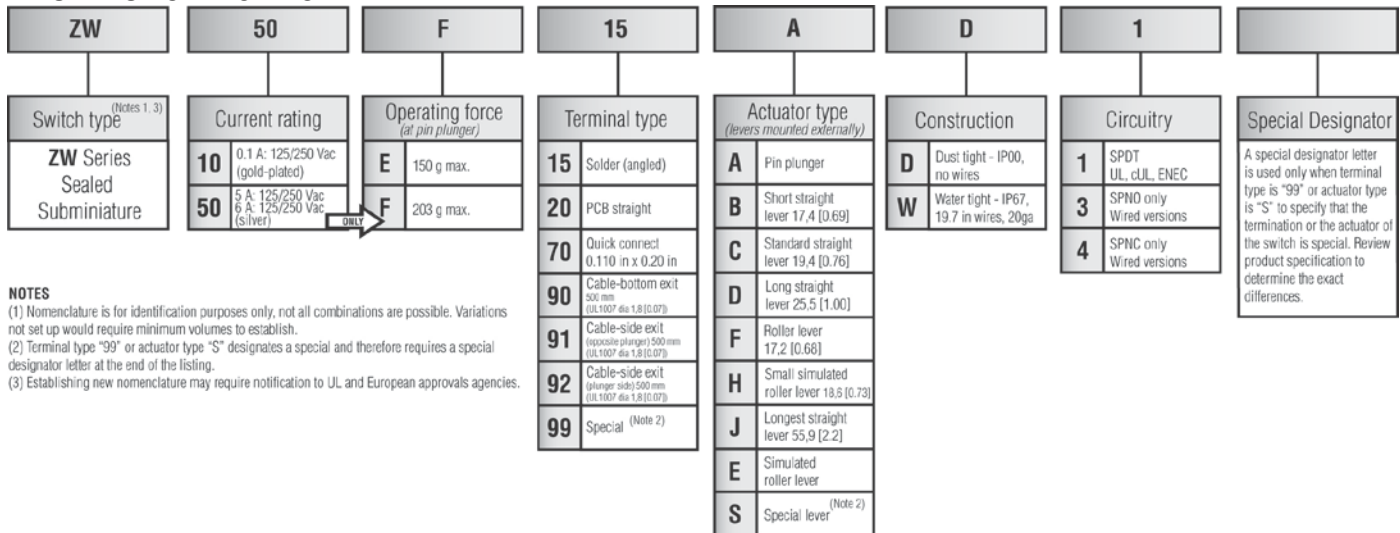 ZW
50
F
15
A
D
1
Switch type (Notes 1, 3)
ZW Series
Sealed
Subminiature
Current rating
10
0.1 A: 125/250 Vac
(gold-plated)
50
5 A: 125/250 Vac
6 A: 125/250 Vac
(silver)
ONLY
Operating force
(at pin plunger)
E
150 g max.
F
203 g max.
Terminal type
15
Solder (angled)
20
PCB straight
70
Quick connect
0.110 in x 0.20 in
90
Cable-bottom exit
500 mm
(UL1007 dia 1,8 [0.07])
91
Cable-side exit
(opposite plunger) 500 mm
(UL1007 dia 1,8 [0.07])
92
Cable-side exit
(plunger side) 500 mm
(UL1007 dia 1,8 [0.07])
99
Special (Note 2)
Actuator type
(levers mounted externally)
A
Pin plunger
B
Short straight
lever 17,4 [0.69]
C
Standard straight
lever 19,4 [0.76]
D
Long straight
lever 25,5 [1.00]
F
Roller lever
17,2 [0.68]
H
Small simulated
roller lever 18,6 [0.73]
J
Longest straight
lever 55,9 [2.2]
E
Simulated
roller lever
S
Special lever (Note 2)
Construction
D
Dust tight - IP00,
no wires
W
Water tight - IP67,
19.7 in wires, 20ga
Circuitry
1
SPDT
UL, cUL, ENEC
3
SPNO only
Wired versions
4
SPNC only
Wired versions
Special Designator
A special designator letter
is used only when terminal
type is "99" or actuator type
is "S" to specify that the
termination or the actuator of
the switch is special. Review
product specification to
determine the exact
differences.
NOTES
(1) Nomenclature is for identification purposes only, not all combinations are possible. Variations
not set up would require minimum volumes to establish.
(2) Terminal type "99" or actuator type "S" designates a special and therefore requires a special
designator letter at the end of the listing.
(3) Establishing new nomenclature may require notification to UL and European approvals agencies.